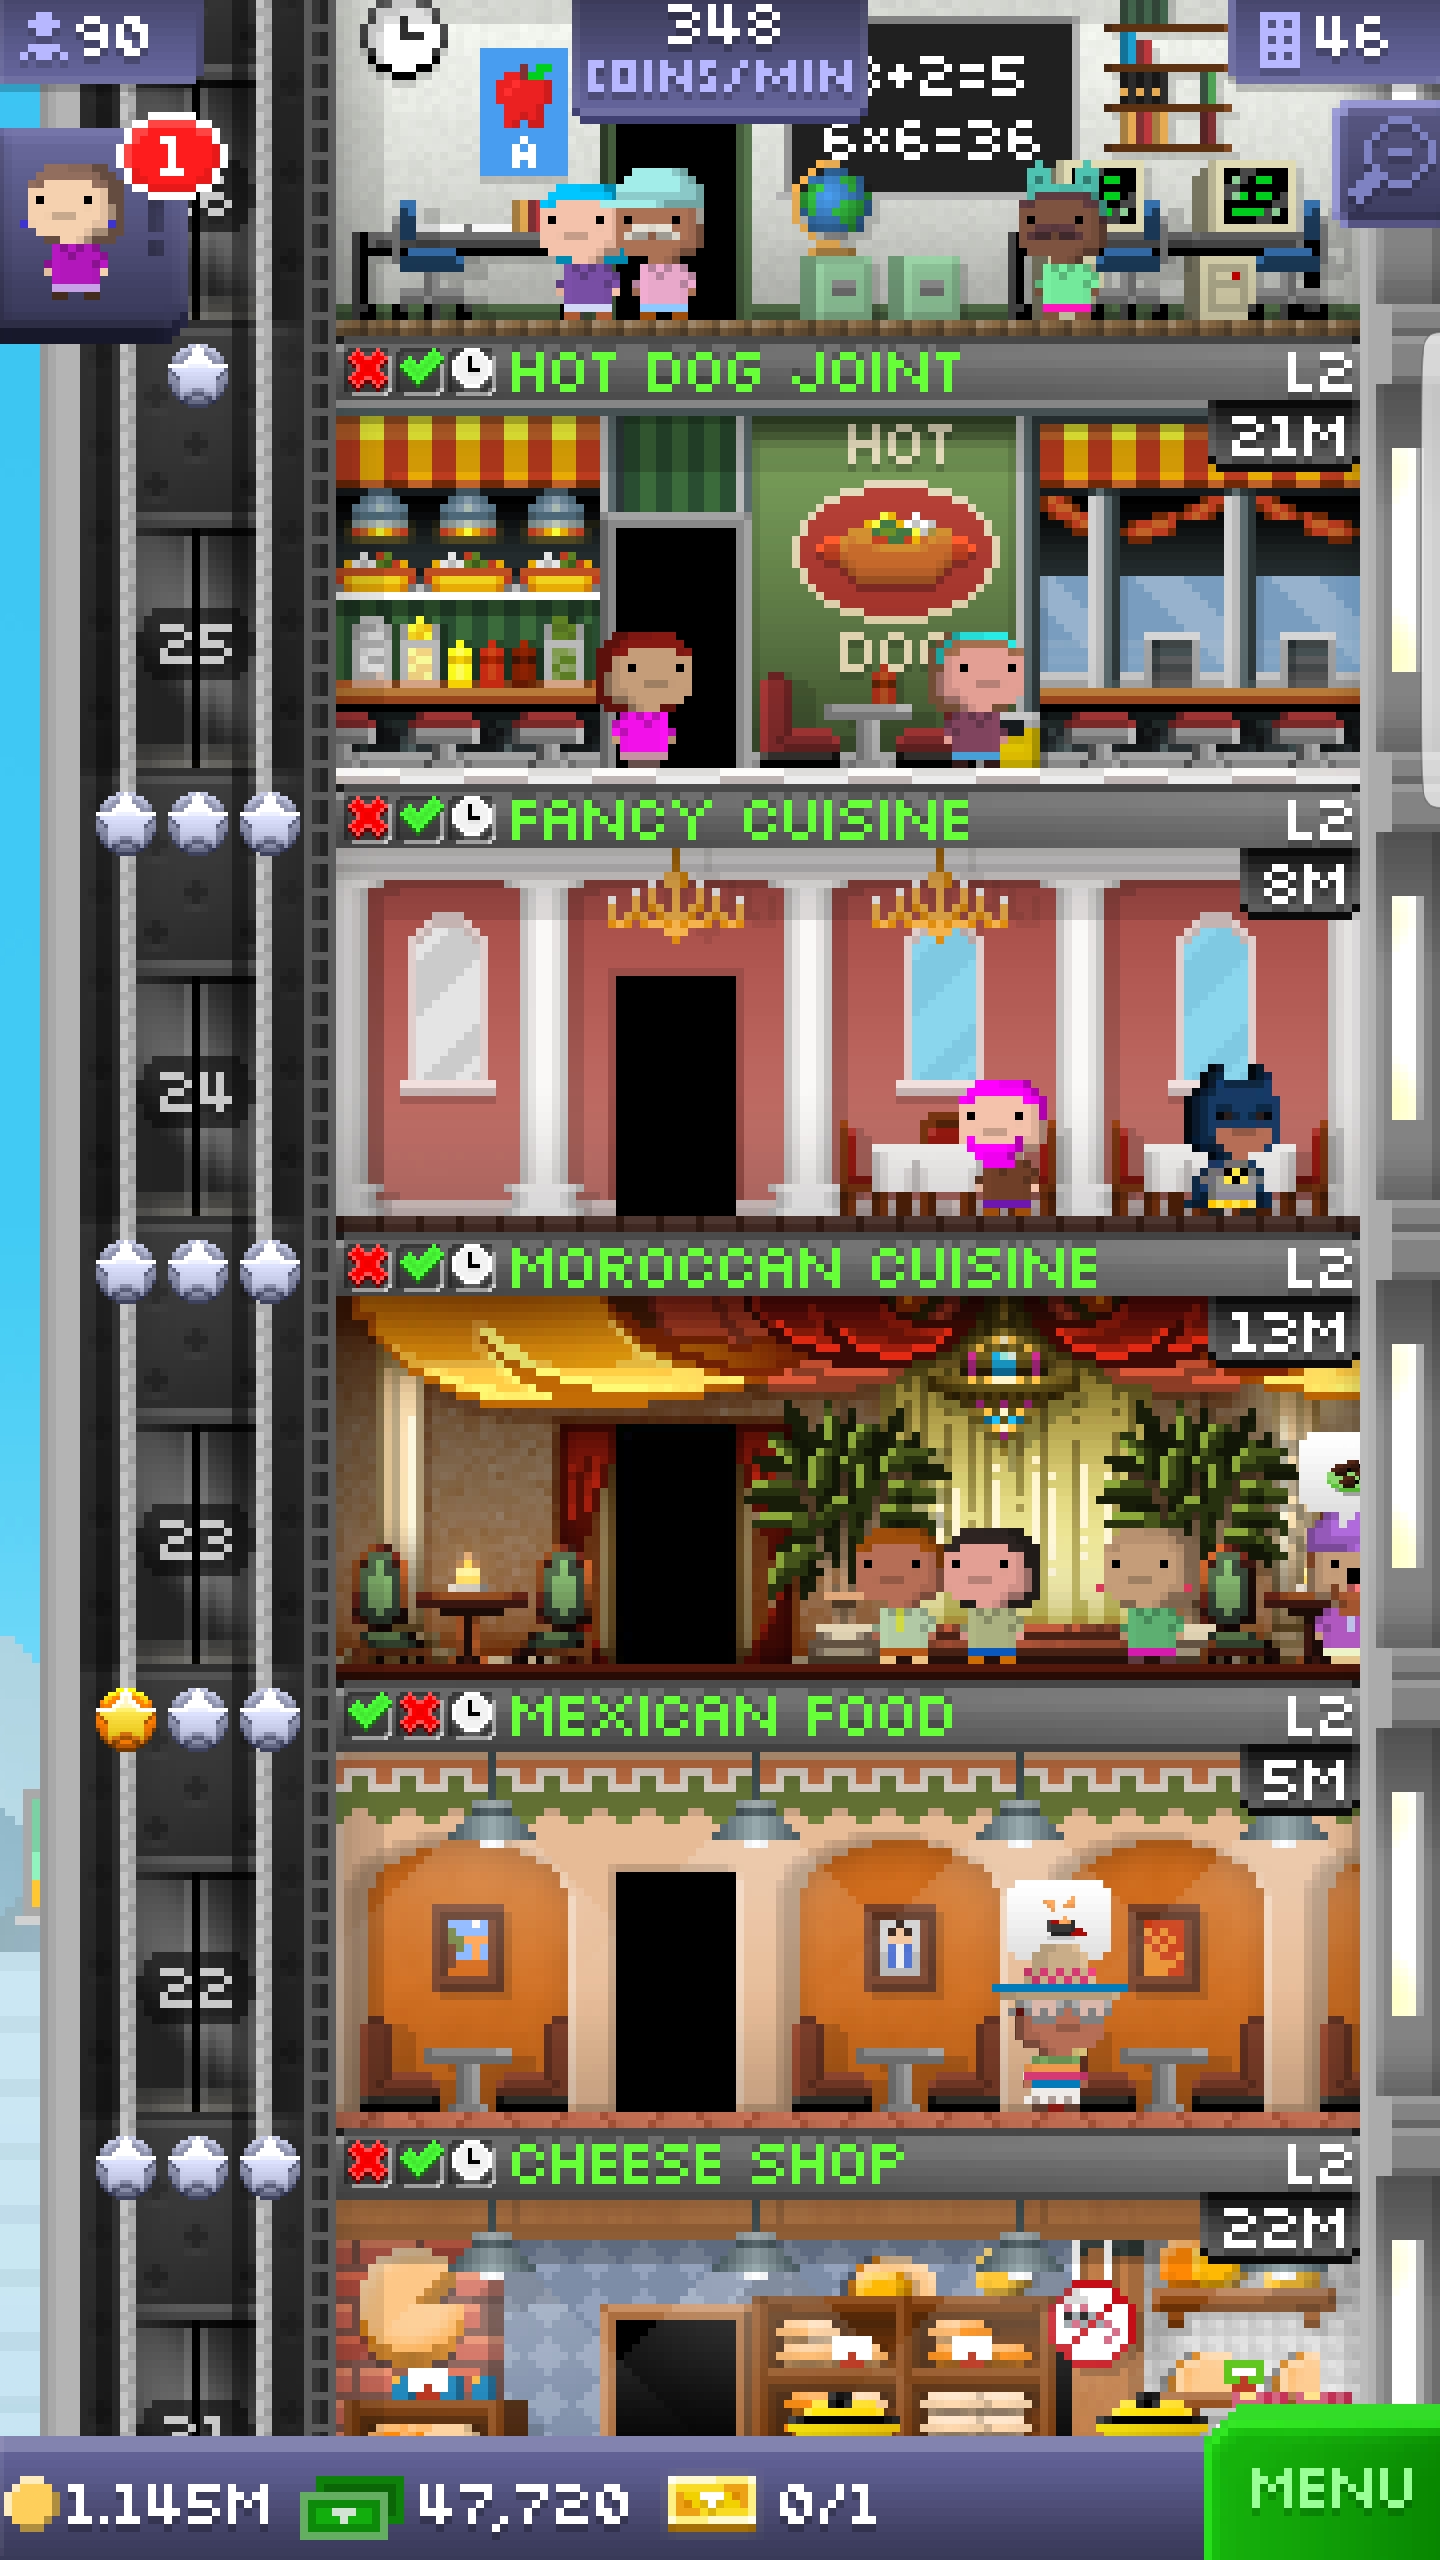 90
348
COINS/MIN
46
1
A
+2=5
6×6=36
HOT DOG JOINT
L2
21M
HOT
25
FANCY CUISINE
L2
8M
24
MOROCCAN CUISINE
L2
13M
23
MEXICAN FOOD
L2
5M
22
CHEESE SHOP
L2
22M
1.145M
47,720
0/1
MENU